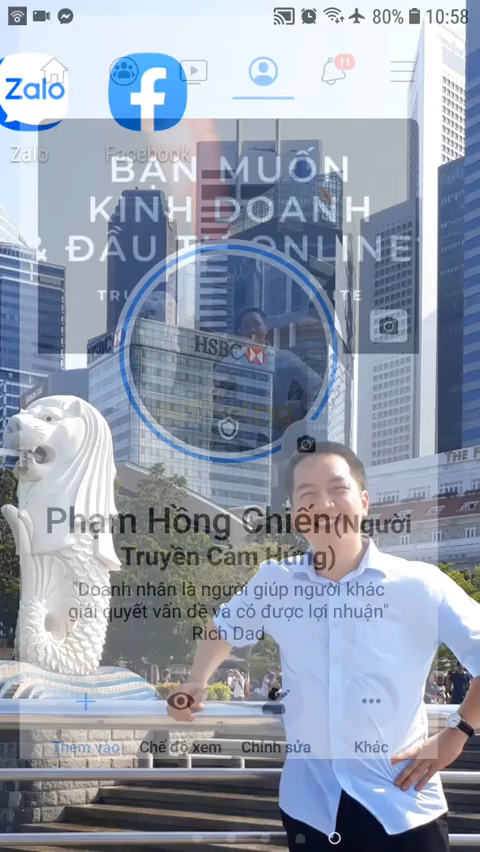 80% 10:58
11
Zalo
Zalo
Facebook
BẠN MUỐN
KINH DOANH
& ĐẦU TƯ ONLINE
HSBC
THE F
Phạm Hồng Chiến (Người
Truyền Cảm Hứng)
"Doanh nhân là người giúp người khác
giải quyết vấn đề và có được lợi nhuận"
Rich Dad
Thêm vào Chế độ xem Chỉnh sửa Khác